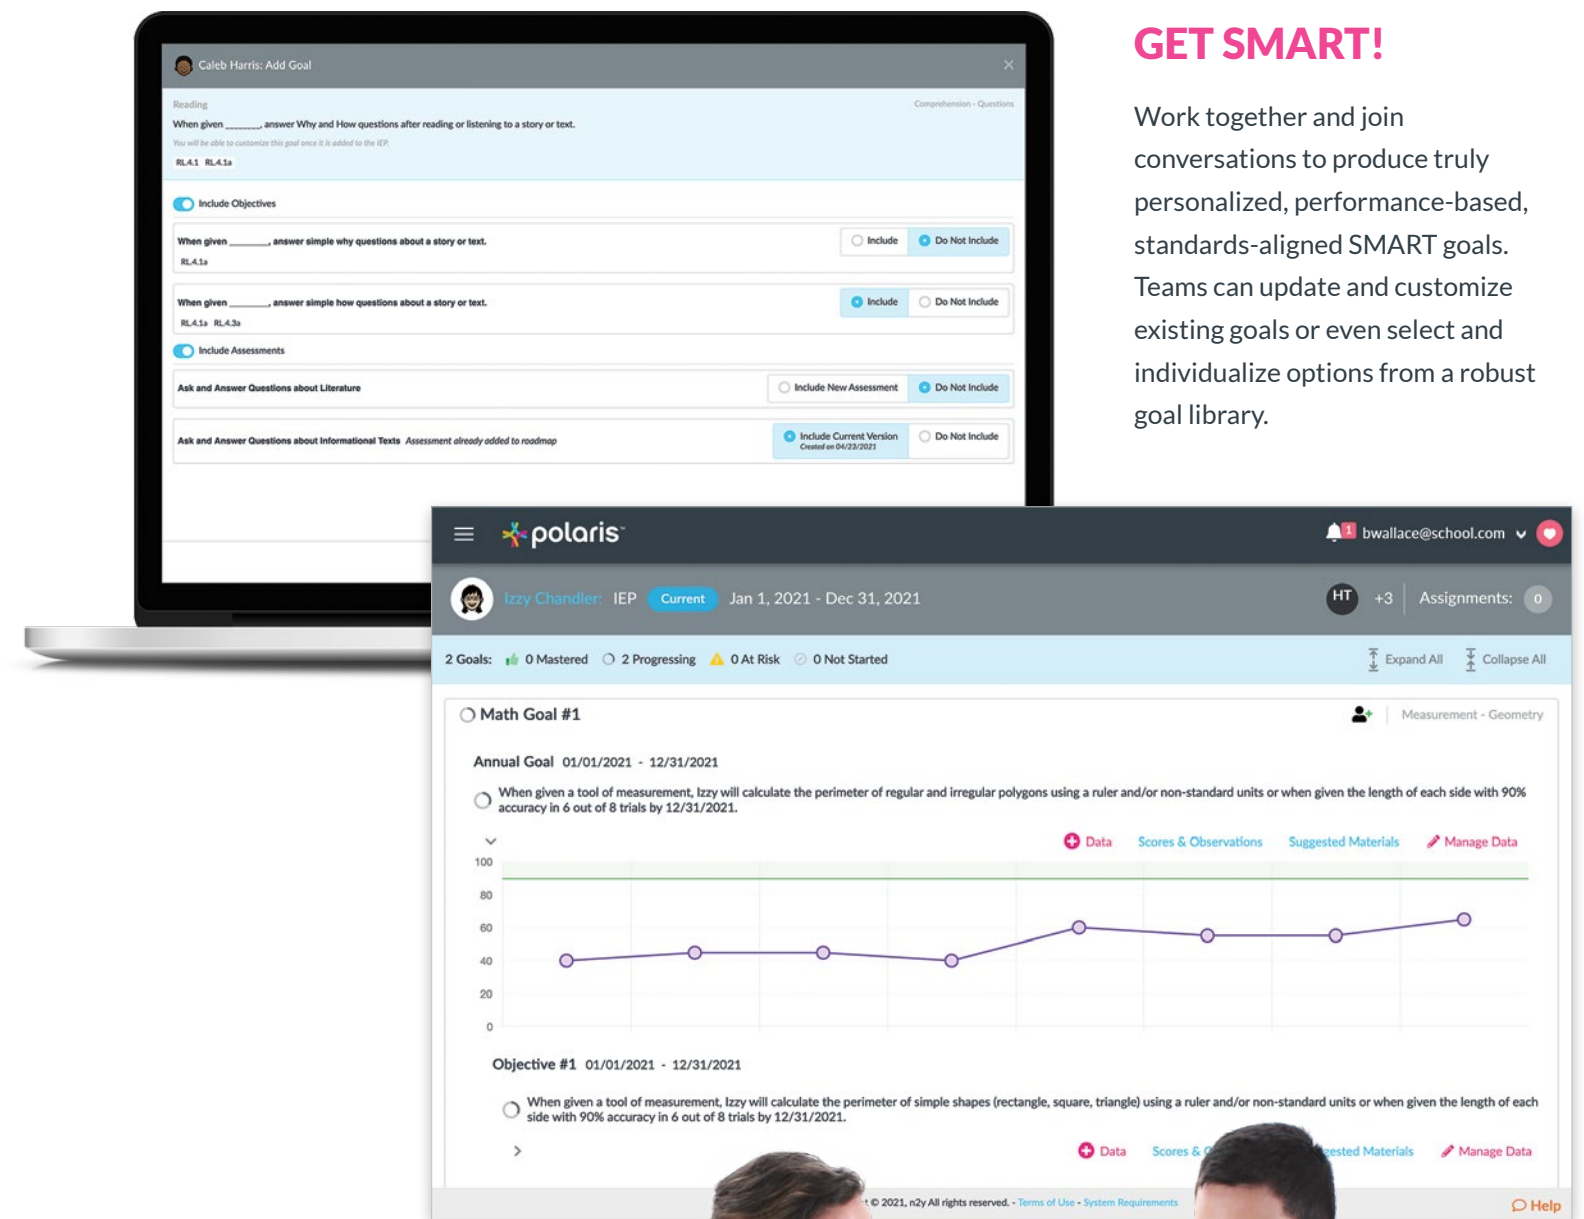 GET SMART!
Work together and join
conversations to produce truly
personalized, performance-based,
standards-aligned SMART goals.
Teams can update and customize
existing goals or even select and
individualize options from a robust
goal library.
Caleb Harris: Add Goal
Reading Comprehension - Questions
When given _______, answer Why and How questions after reading or listening to a story or text.
You will be able to customize this goal once it is added to the IEP.
RL.4.1 RL.4.1a
Include Objectives
When given ________, answer simple why questions about a story or text. Include Do Not Include
RL.4.1a
When given ________, answer simple how questions about a story or text. Include Do Not Include
RL.4.1a RL.4.3a
Include Assessments
Ask and Answer Questions about Literature Include New Assessment Do Not Include
Ask and Answer Questions about Informational Texts Assessment already added to roadmap Include Current Version Do Not Include
Created on 04/23/2021
polaris™ 1 bwallace@school.com
Izzy Chandler: IEP Current Jan 1, 2021 - Dec 31, 2021 HT +3 Assignments: 0
2 Goals: 0 Mastered 2 Progressing 0 At Risk 0 Not Started Expand All Collapse All
Math Goal #1 Measurement - Geometry
Annual Goal 01/01/2021 - 12/31/2021
When given a tool of measurement, Izzy will calculate the perimeter of regular and irregular polygons using a ruler and/or non-standard units or when given the length of each side with 90%
accuracy in 6 out of 8 trials by 12/31/2021.
Data Scores & Observations Suggested Materials Manage Data
100
80
60
40
20
0
Objective #1 01/01/2021 - 12/31/2021
When given a tool of measurement, Izzy will calculate the perimeter of simple shapes (rectangle, square, triangle) using a ruler and/or non-standard units or when given the length of each
side with 90% accuracy in 6 out of 8 trials by 12/31/2021.
Data Scores & Materials Manage Data
© 2021, n2y All rights reserved. - Terms of Use - System Requirements
Help